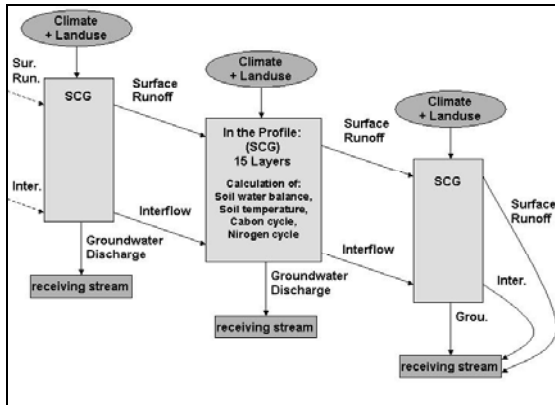 Climate
+ Landuse
Sur.
Run.
SCG
Surface
Runoff
Inter.
Interflow
Groundwater
Discharge
receiving stream
Climate
+ Landuse
In the Profile:
(SCG)
15 Layers
Calculation of:
Soil water balance,
Soil temperature,
Cabon cycle,
Nirogen cycle
Surface
Runoff
Interflow
Groundwater
Discharge
receiving stream
Climate
+ Landuse
SCG
Surface
Runoff
Inter.
Grou.
receiving stream